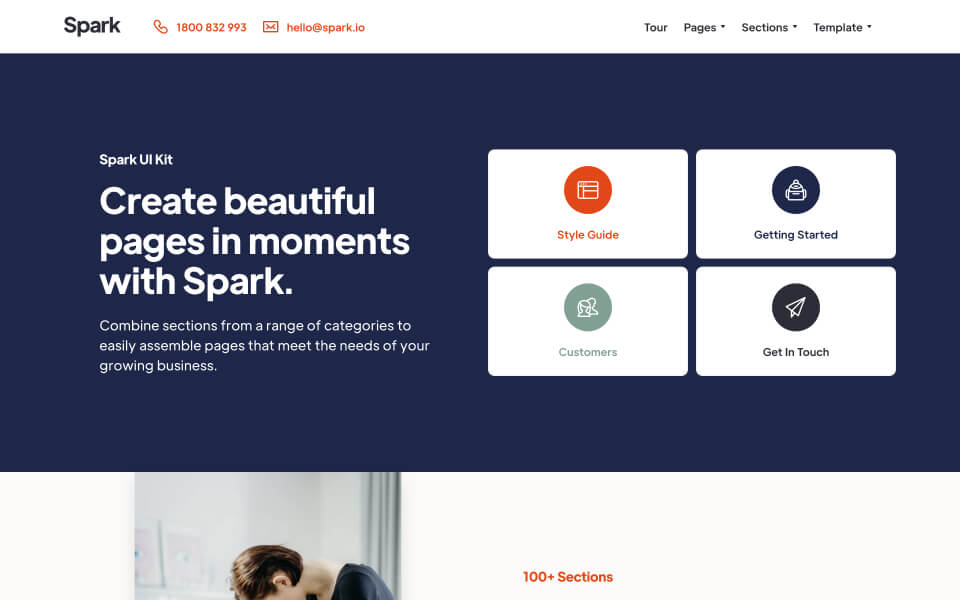 Spark
1800 832 993
hello@spark.io
Tour
Pages
Sections
Template
Spark UI Kit
Create beautiful
pages in moments
with Spark.
Combine sections from a range of categories to
easily assemble pages that meet the needs of your
growing business.
Style Guide
Getting Started
Customers
Get In Touch
100+ Sections